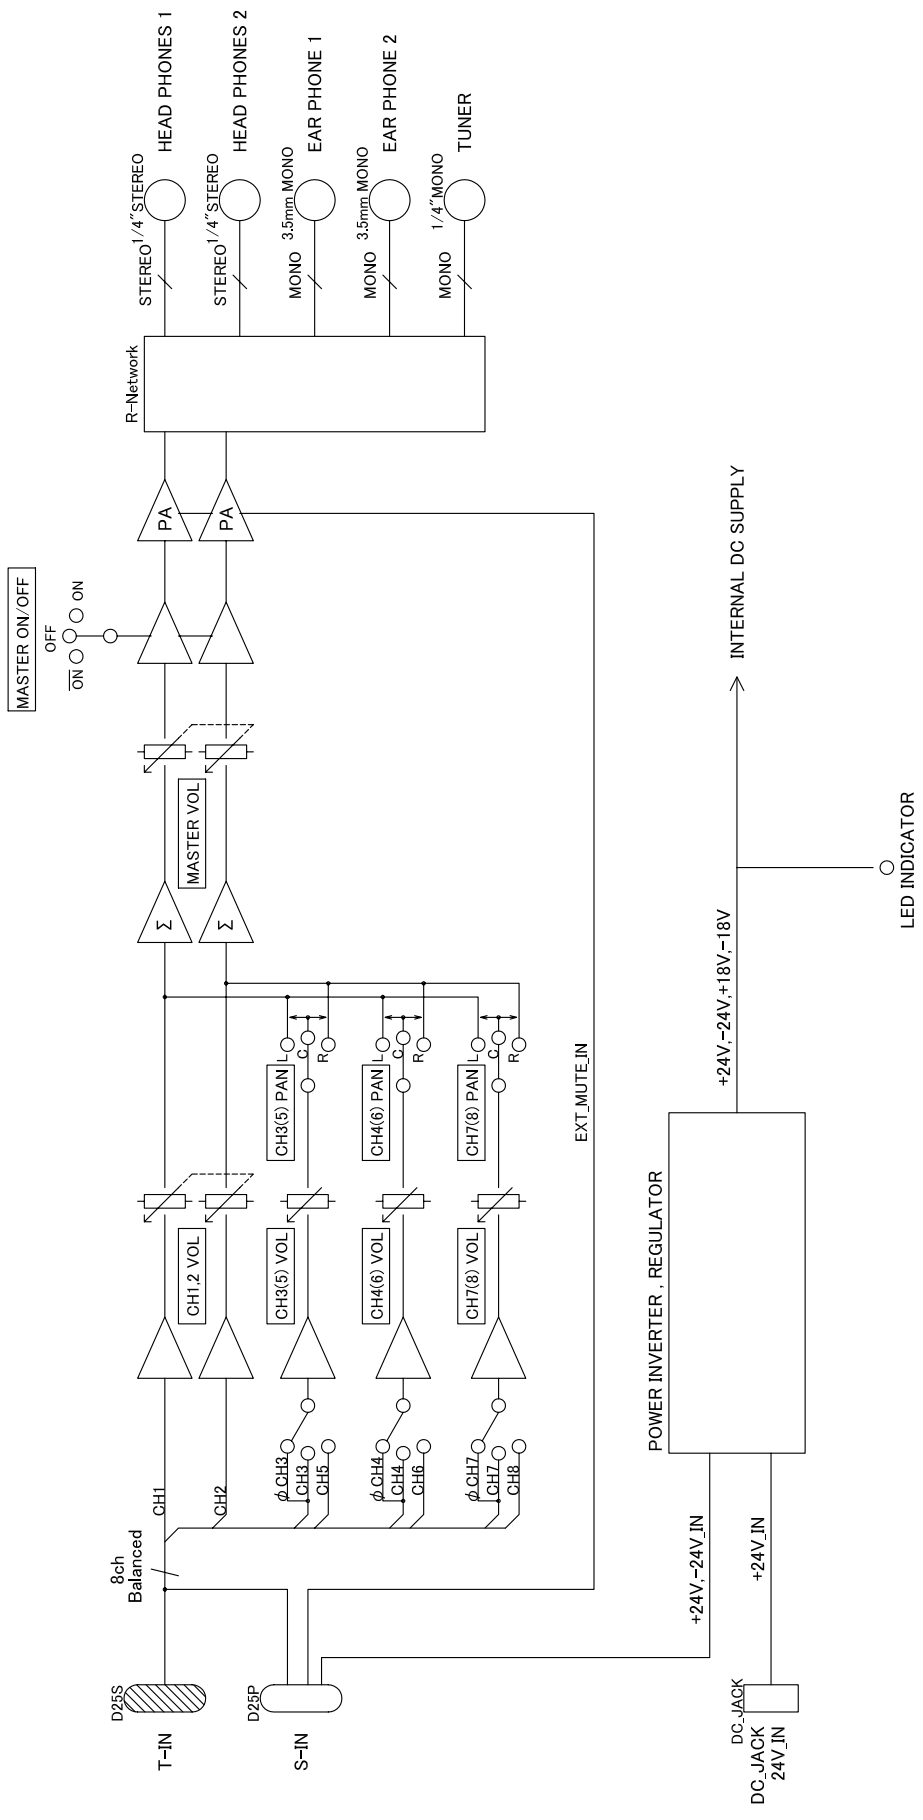 T-IN
D25S
8ch
Balanced
CH1
CH2
φ CH3
CH3
CH5
φ CH4
CH4
CH6
φ CH7
CH7
CH8
CH1,2 VOL
CH3(5) VOL
CH4(6) VOL
CH7(8) VOL
CH3(5) PAN
L
C
R
CH4(6) PAN
L
C
R
CH7(8) PAN
L
C
R
Σ
Σ
MASTER VOL
MASTER ON/OFF
ON
OFF
ON
PA
PA
R-Network
STEREO
1/4"STEREO
HEAD PHONES 1
STEREO
1/4"STEREO
HEAD PHONES 2
MONO
3.5mm MONO
EAR PHONE 1
MONO
3.5mm MONO
EAR PHONE 2
MONO
1/4"MONO
TUNER
S-IN
D25P
EXT_MUTE_IN
+24V,-24V_IN
DC_JACK
DC_JACK
24V_IN
+24V_IN
POWER INVERTER , REGULATOR
+24V,-24V,+18V,-18V
INTERNAL DC SUPPLY
LED INDICATOR